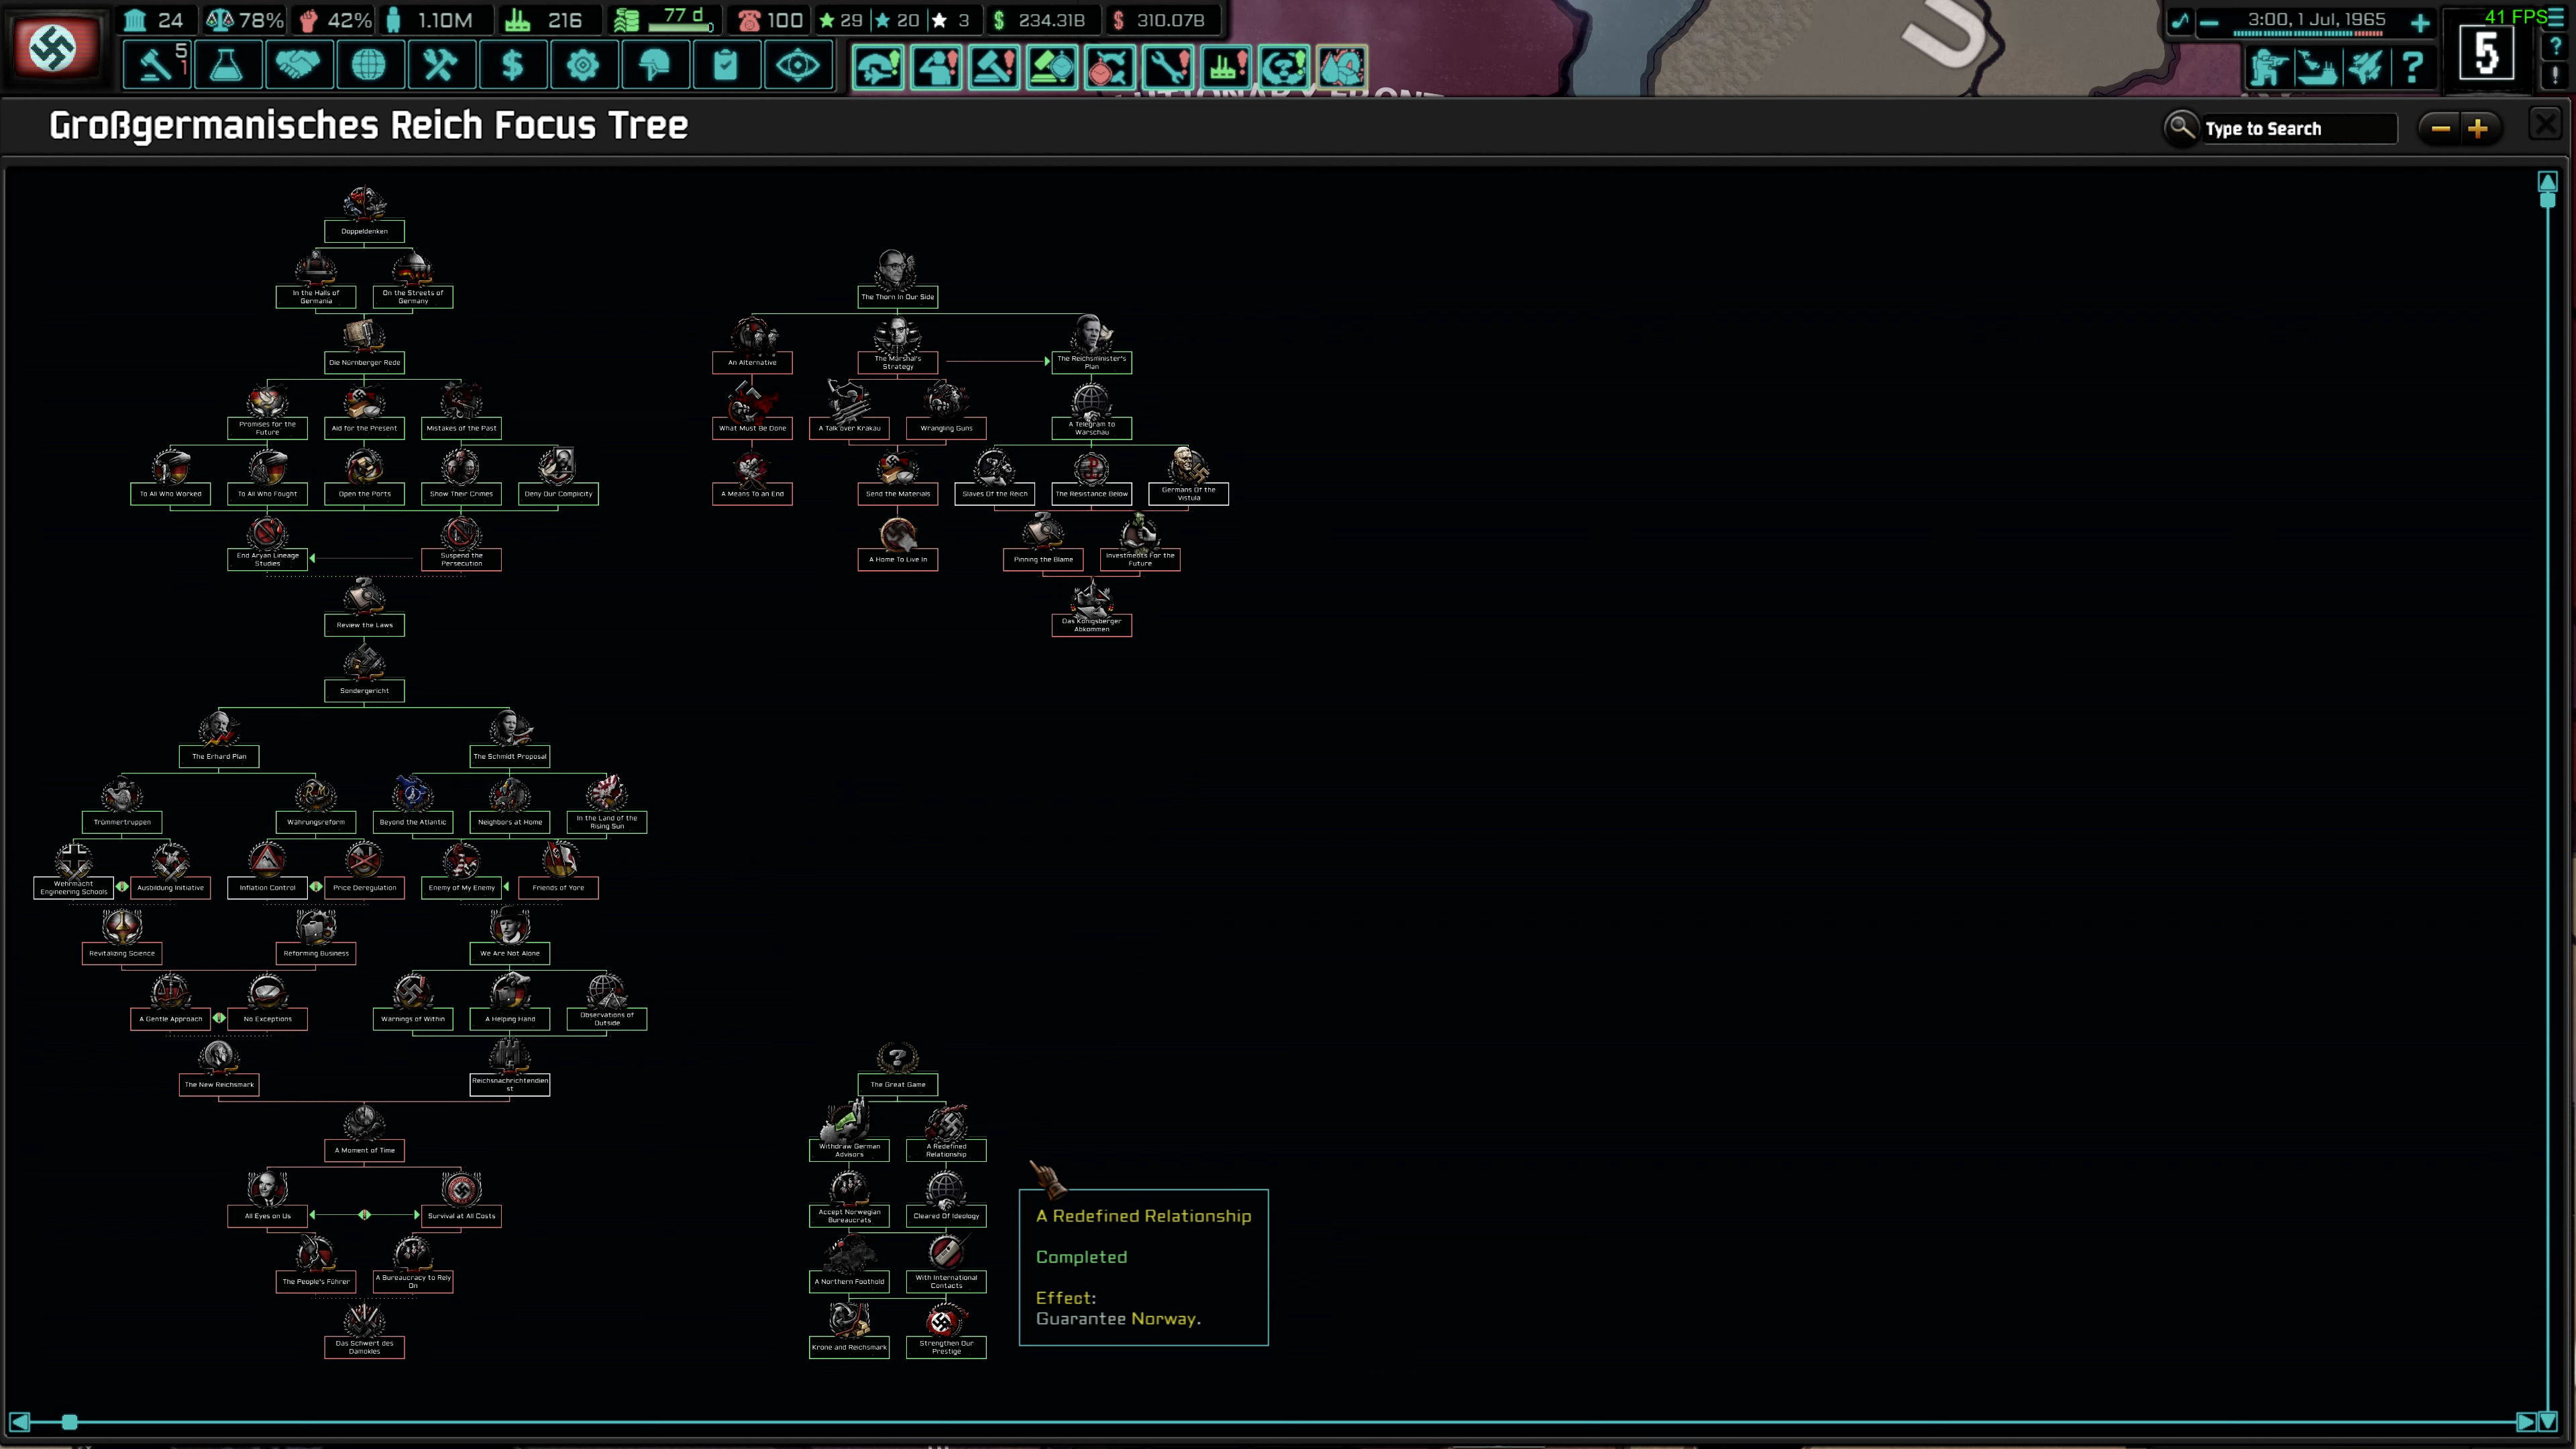 24
78%
42%
1.10M
216
77 d
100
29
20
3
$ 234.31B
$ 310.07B
3:00, 1 Jul, 1965
41 FPS
5
1
?
5
?
Großgermanisches Reich Focus Tree
Type to Search
Doppeldenken
In the Halls of
Germania
On the Streets of
Germany
Die Nürnberger Rede
Promises for the
Future
Aid for the Present
Mistakes of the Past
To All Who Worked
To All Who Fought
Open the Ports
Show Their Crimes
Deny Our Complicity
End Aryan Lineage
Studies
Suspend the
Persecution
Review the Laws
Sondergericht
The Erhard Plan
The Schmidt Proposal
Trümmertruppen
Währungsreform
Beyond the Atlantic
Neighbors at Home
In the Land of the
Rising Sun
Wehrmacht
Engineering Schools
Ausbildung Initiative
Inflation Control
Price Deregulation
Enemy of My Enemy
Friends of Yore
Revitalizing Science
Reforming Business
We Are Not Alone
A Gentle Approach
No Exceptions
Warnings of Within
A Helping Hand
Observations of
Outside
The New Reichsmark
Reichsnachrichtendien
st
A Moment of Time
All Eyes on Us
Survival at All Costs
The People's Führer
A Bureaucracy to Rely
On
Das Schwert des
Damokles
The Thorn In Our Side
An Alternative
The Marshal's
Strategy
The Reichsminister's
Plan
What Must Be Done
A Talk over Krakau
Wrangling Guns
A Telegram to
Warschau
A Means To an End
Send the Materials
Slaves Of the Reich
The Resistance Below
Germans Of the
Vistula
A Home To Live In
Pinning the Blame
Investments For the
Future
Das Königsberger
Abkommen
The Great Game
Withdraw German
Advisors
A Redefined
Relationship
Accept Norwegian
Bureaucrats
Cleared Of Ideology
A Northern Foothold
With International
Contacts
Krone and Reichsmark
Strengthen Our
Prestige
A Redefined Relationship
Completed
Effect:
Guarantee Norway.